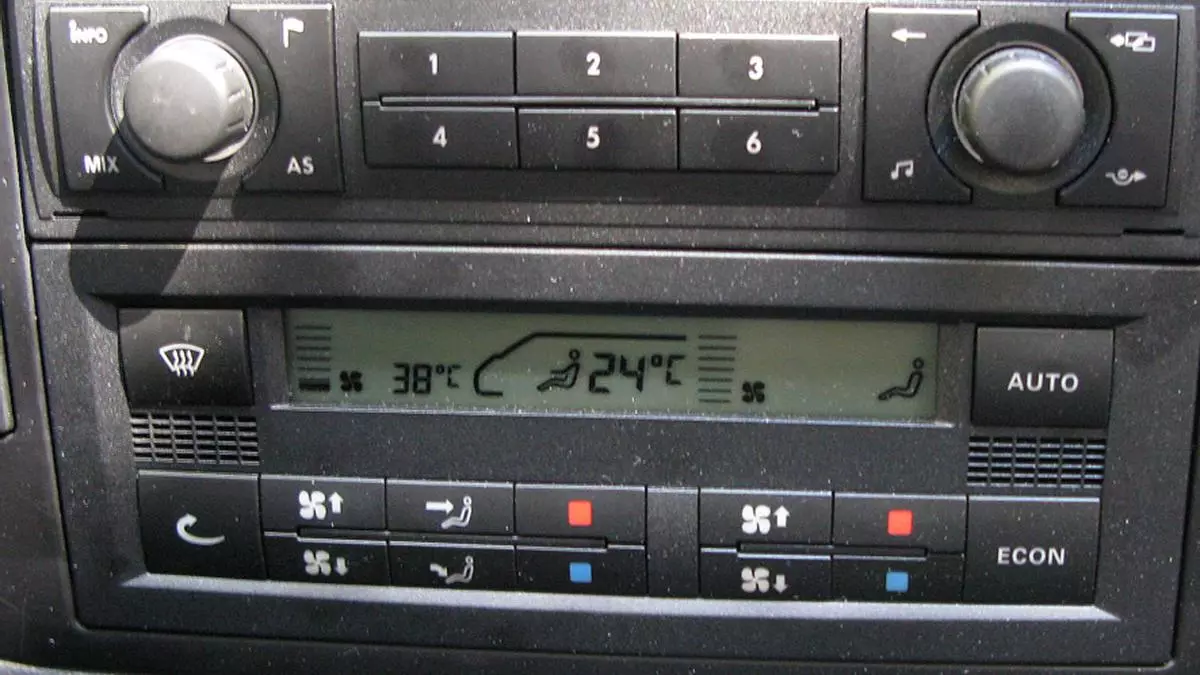 INFO
MIX
AS
1 2 3
4 5 6
38°C 24°C
AUTO
ECON